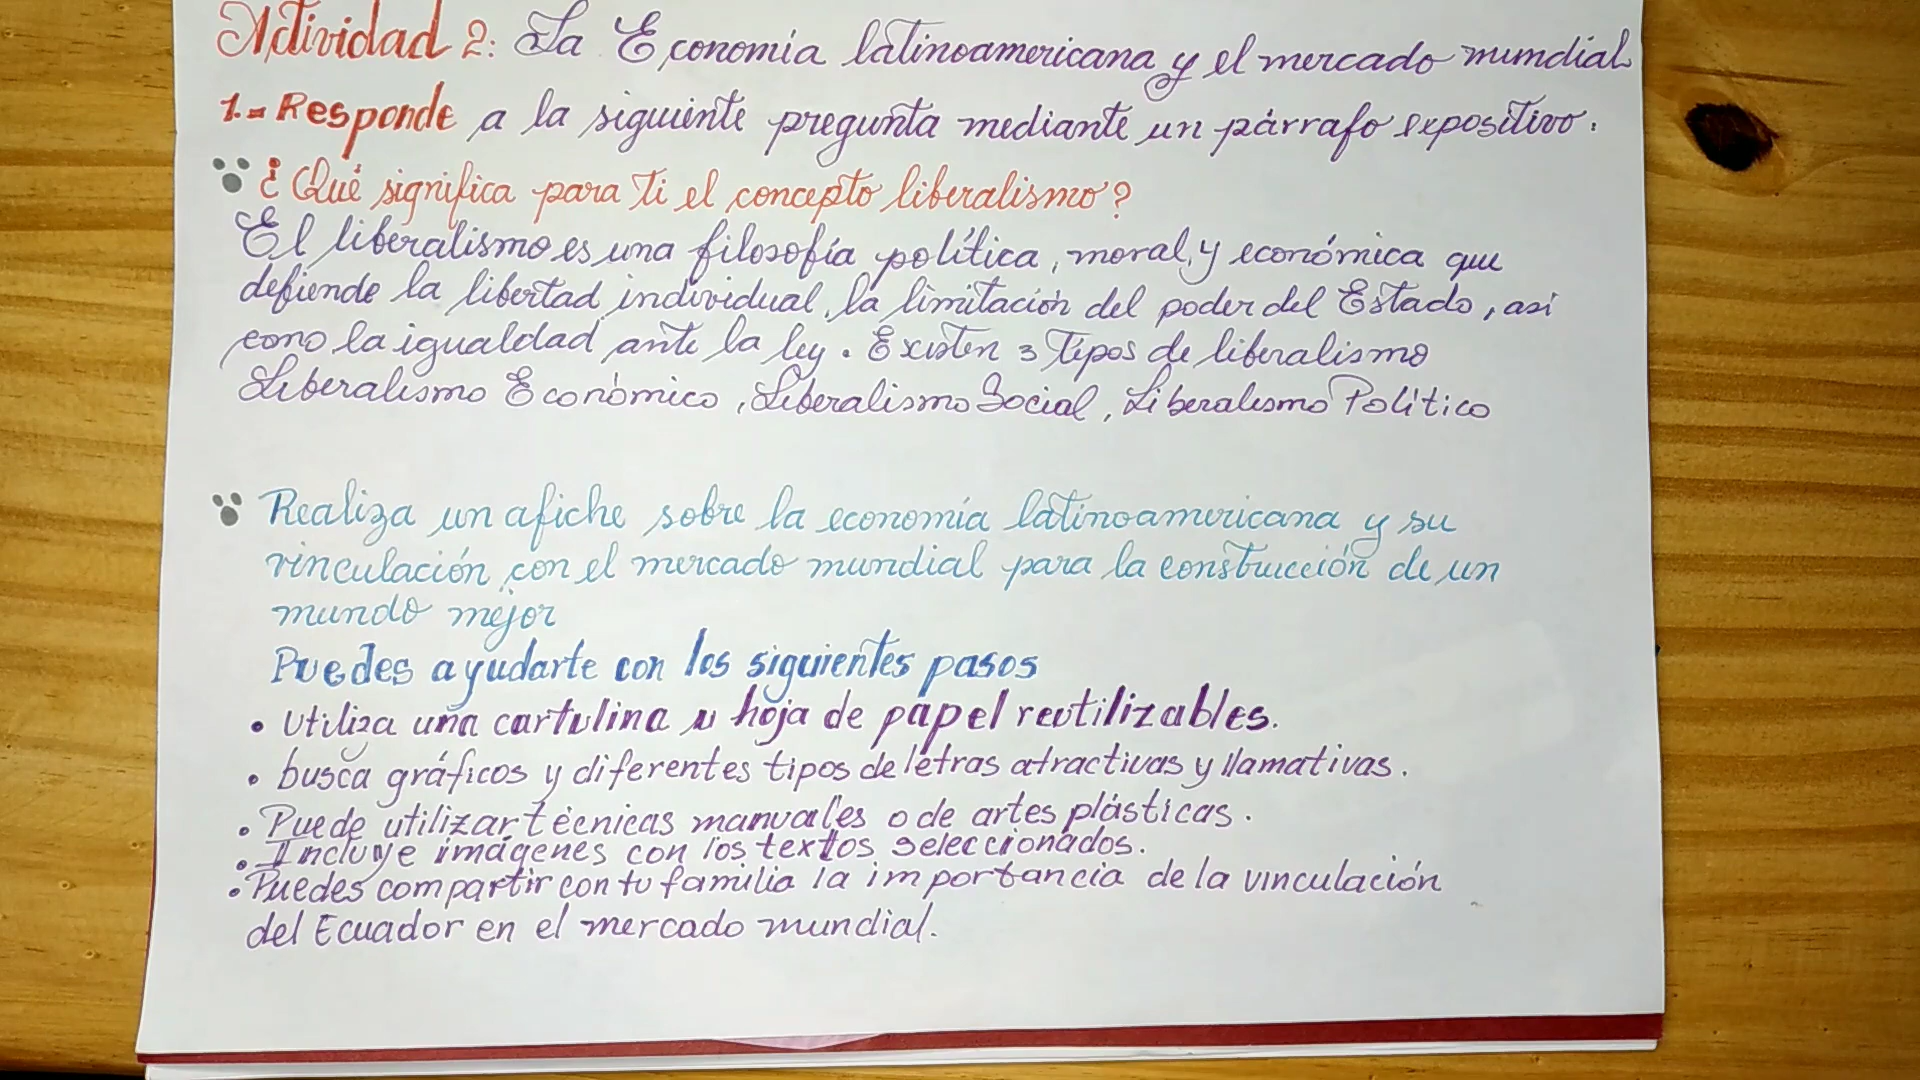 Actividad 2: La Economía latinoamericana y el mercado mundial
1.- Responde a la siguiente pregunta mediante un párrafo expositivo.
¿Qué significa para ti el concepto liberalismo?
El liberalismo es una filosofía política, moral, y económica que
defiende la libertad individual, la limitación del poder del Estado, asi
como la igualdad ante la ley. Existen 3 Tipos de liberalismo
Liberalismo Económico, Liberalismo Social, Liberalismo Político
Realiza un afiche sobre la economía latinoamericana y su
vinculación con el mercado mundial para la construcción de un
mundo mejor
Puedes ayudarte con los siguientes pasos
• Utiliza una cartulina u hoja de papel reutilizables.
• busca gráficos y diferentes tipos de letras atractivas y llamativas.
• Puede utilizar técnicas manuales o de artes plásticas.
• Incluye imágenes con los textos seleccionados.
• Puedes compartir con tu familia la importancia de la vinculación
del Ecuador en el mercado mundial.